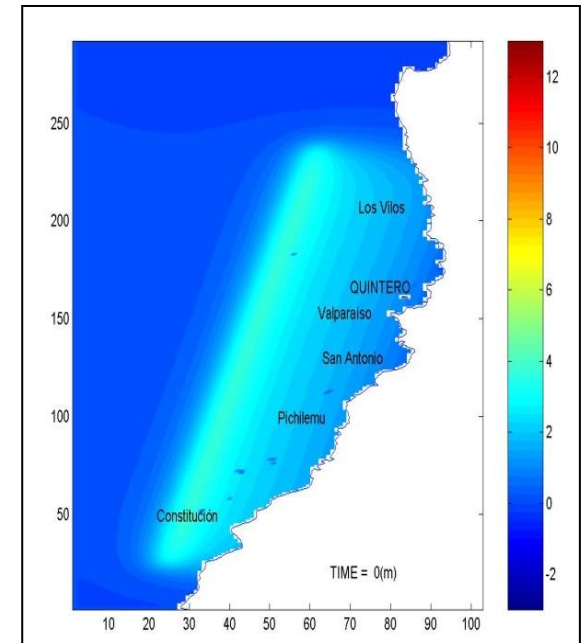 12
10
8
6
4
2
0
-2
250
200
150
100
50
Los Vilos
QUINTERO
Valparaíso
San Antonio
Pichilemu
Constitución
TIME = 0(m)
10 20 30 40 50 60 70 80 90 100